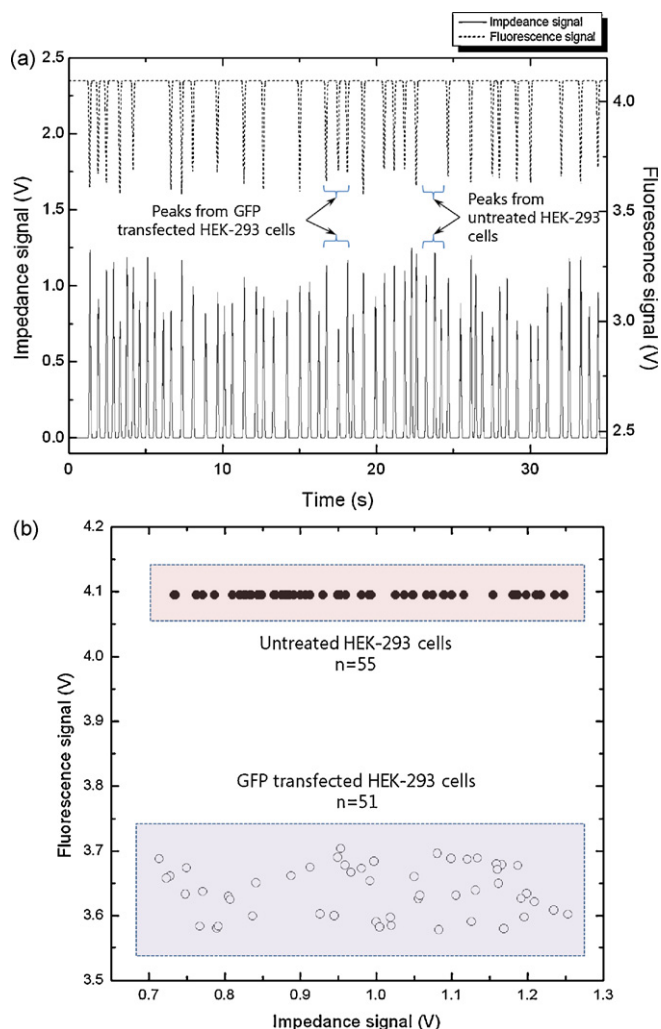 Impdeance signal
Fluorescence signal
(a)
2.5
2.0
1.5
1.0
0.5
0.0
Impedance signal (V)
4.0
3.6
3.0
2.5
Fluorescence signal
(V)
Peaks from GFP
transfected HEK-293 cells
Peaks from
untreated HEK-293
cells
0
10
20
30
Time (s)
(b)
4.2
4.1
4.0
3.9
3.8
3.7
3.6
3.5
Fluorescence signal (V)
Untreated HEK-293 cells
n=55
GFP transfected HEK-293 cells
n=51
0.7
0.8
0.9
1.0
1.1
1.2
1.3
Impedance signal (V)